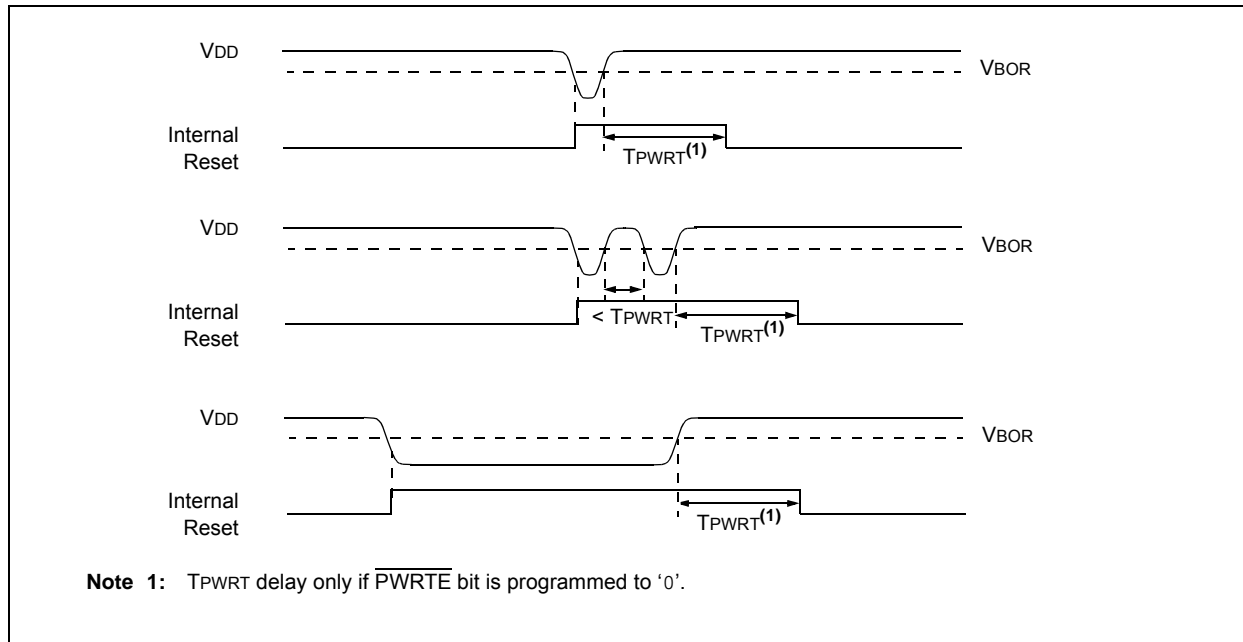 VDD
VBOR
Internal
Reset
TPWRT(1)
VDD
VBOR
Internal
Reset
< TPWRT
TPWRT(1)
VDD
VBOR
Internal
Reset
TPWRT(1)
Note 1: TPWRT delay only if PWRTE bit is programmed to ‘0’.